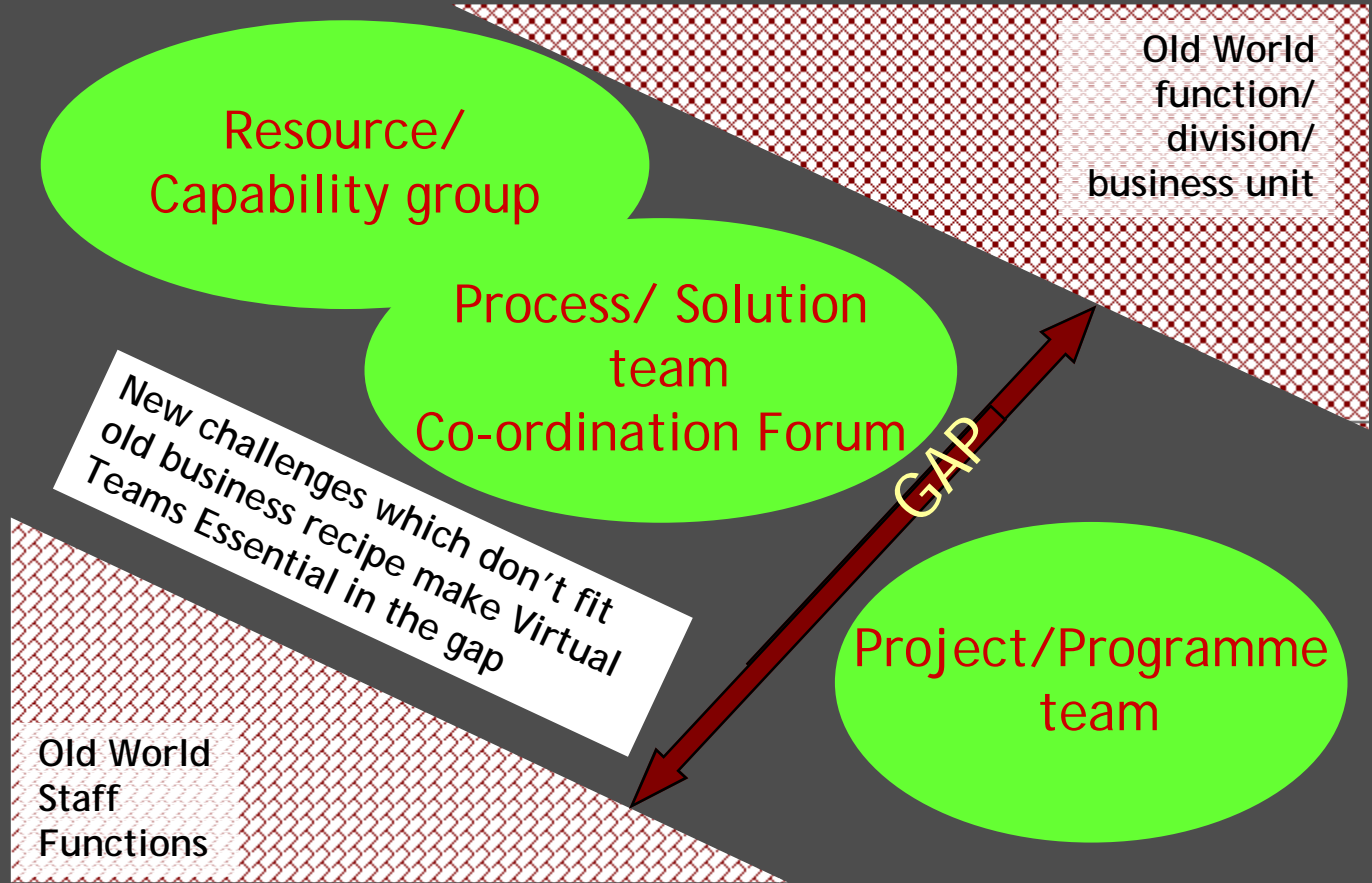 Resource/
Capability group
Old World
function/
division/
business unit
Process/ Solution
team
Co-ordination Forum
GAP
New challenges which don't fit
old business recipe make Virtual
Teams Essential in the gap
Project/Programme
team
Old World
Staff
Functions